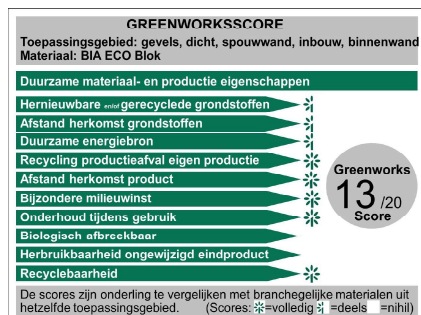 GREENWORKSSCORE
Toepassingsgebied: gevels, dicht, spouwwand, inbouw, binnenwand
Materiaal: BIA ECO Blok
Duurzame materiaal- en productie eigenschappen
Hernieuwbare en/of gerecyclede grondstoffen
Afstand herkomst grondstoffen
Duurzame energiebron
Recycling productieafval eigen productie
Afstand herkomst product
Bijzondere milieuwinst
Onderhoud tijdens gebruik
Biologisch afbreekbaar
Herbruikbaarheid ongewijzigd eindproduct
Recyclebaarheid
Greenworks
13/20
Score
De scores zijn onderling te vergelijken met branchegelijke materialen uit
hetzelfde toepassingsgebied. (Scores: =volledig =deels =nihil)